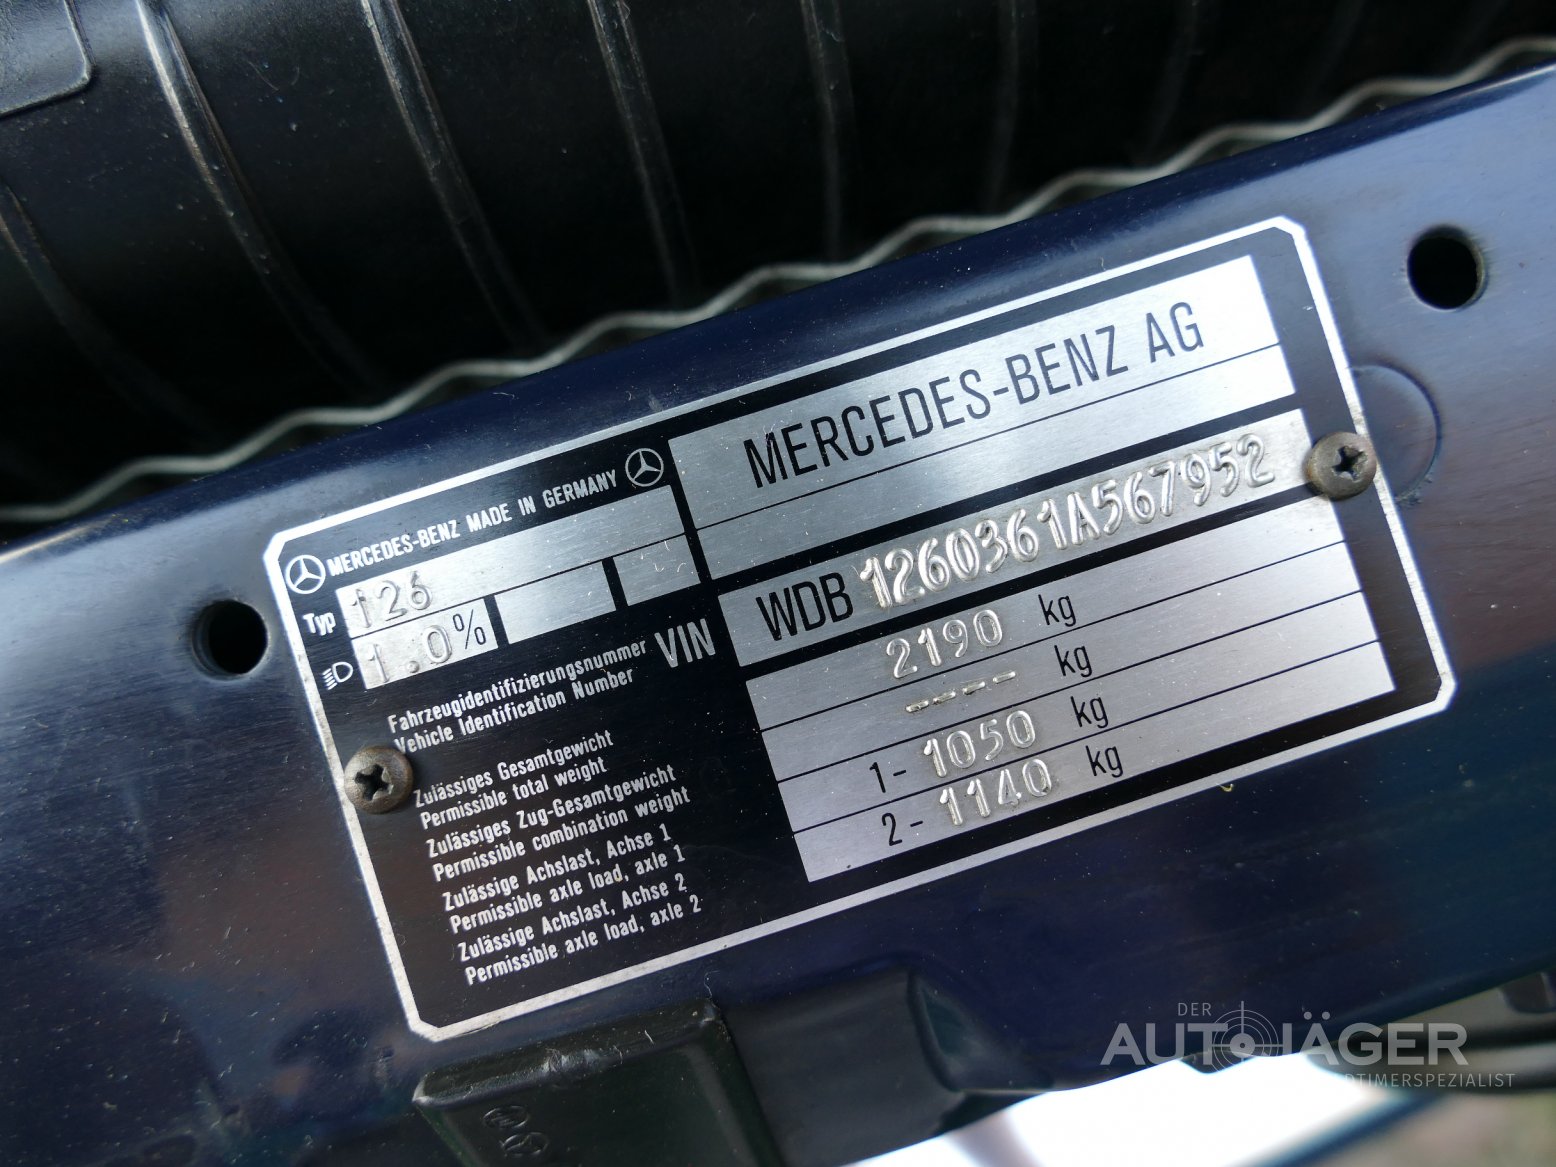 MERCEDES-BENZ MADE IN GERMANY
MERCEDES-BENZ AG
Typ 126
1.0%
Fahrzeugidentifizierungsnummer
Vehicle Identification Number
VIN WDB 1260361A567952
Zulässiges Gesamtgewicht
Permissible total weight
2190 kg
Zulässiges Zug-Gesamtgewicht
Permissible combination weight
---- kg
Zulässige Achslast, Achse 1
Permissible axle load, axle 1
1- 1050 kg
Zulässige Achslast, Achse 2
Permissible axle load, axle 2
2- 1140 kg
DER
AUTOJÄGER